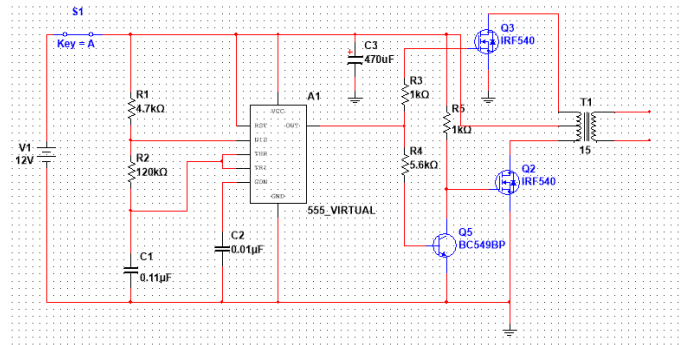 S1
Key = A
V1
12V
R1
4.7kΩ
R2
120kΩ
C1
0.11µF
C2
0.01µF
C3
470uF
A1
VCC
RST
OUT
DIS
THR
TRI
CON
GND
555_VIRTUAL
R3
1kΩ
R4
5.6kΩ
R5
1kΩ
Q3
IRF540
T1
15
Q2
IRF540
Q5
BC549BP